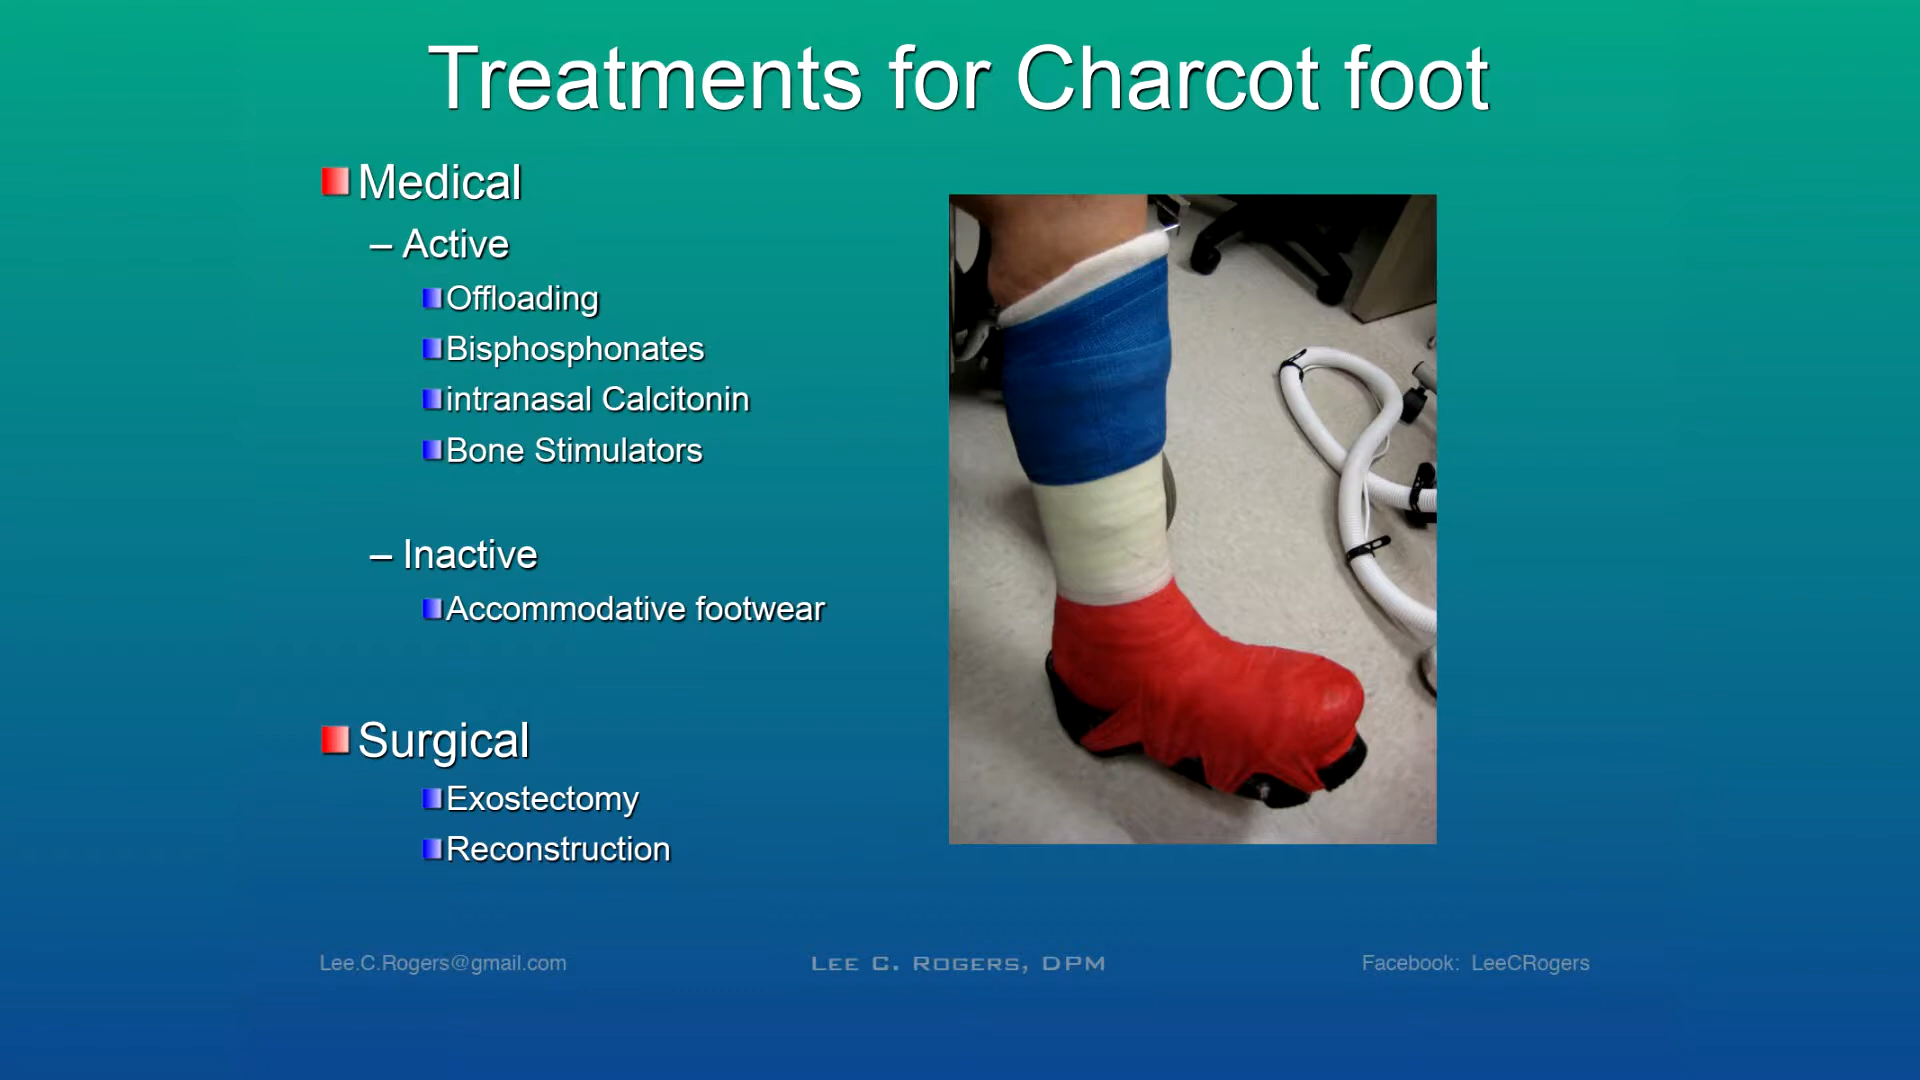 Treatments for Charcot foot
Medical
– Active
Offloading
Bisphosphonates
intranasal Calcitonin
Bone Stimulators
– Inactive
Accommodative footwear
Surgical
Exostectomy
Reconstruction
Lee.C.Rogers@gmail.com
LEE C. ROGERS, DPM
Facebook: LeeCRogers